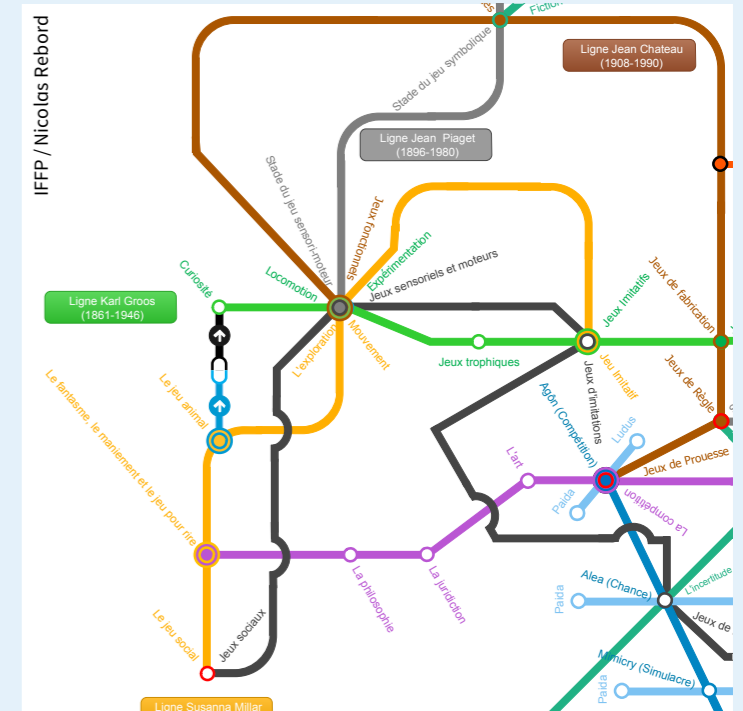 IFFP / Nicolas Rebord
Fiction
Ligne Jean Chateau
(1908-1990)
Stade du jeu symbolique
Ligne Jean Piaget
(1896-1980)
Stade du jeu sensori-moteur
Jeux fonctionnels
Expérimentation
Jeux sensoriels et moteurs
Curiosité
Locomotion
Ligne Karl Groos
(1861-1946)
L'exploration
Mouvement
Jeux trophiques
Jeux Imitatifs
Jeu Imitatif
Jeux d'imitations
Jeux de fabrication
Jeux de Règle
Le jeu animal
Le fantasme, le maniement et le jeu pour rire
Agôn (Compétition)
Ludus
Jeux de Prouesse
L'art
Paida
La compétition
La philosophie
La juridiction
L'incertitude
Alea (Chance)
Paida
Jeux de
Le jeu social
Jeux sociaux
Mimicry (Simulacre)
Paida
Ligne Susanna Millar